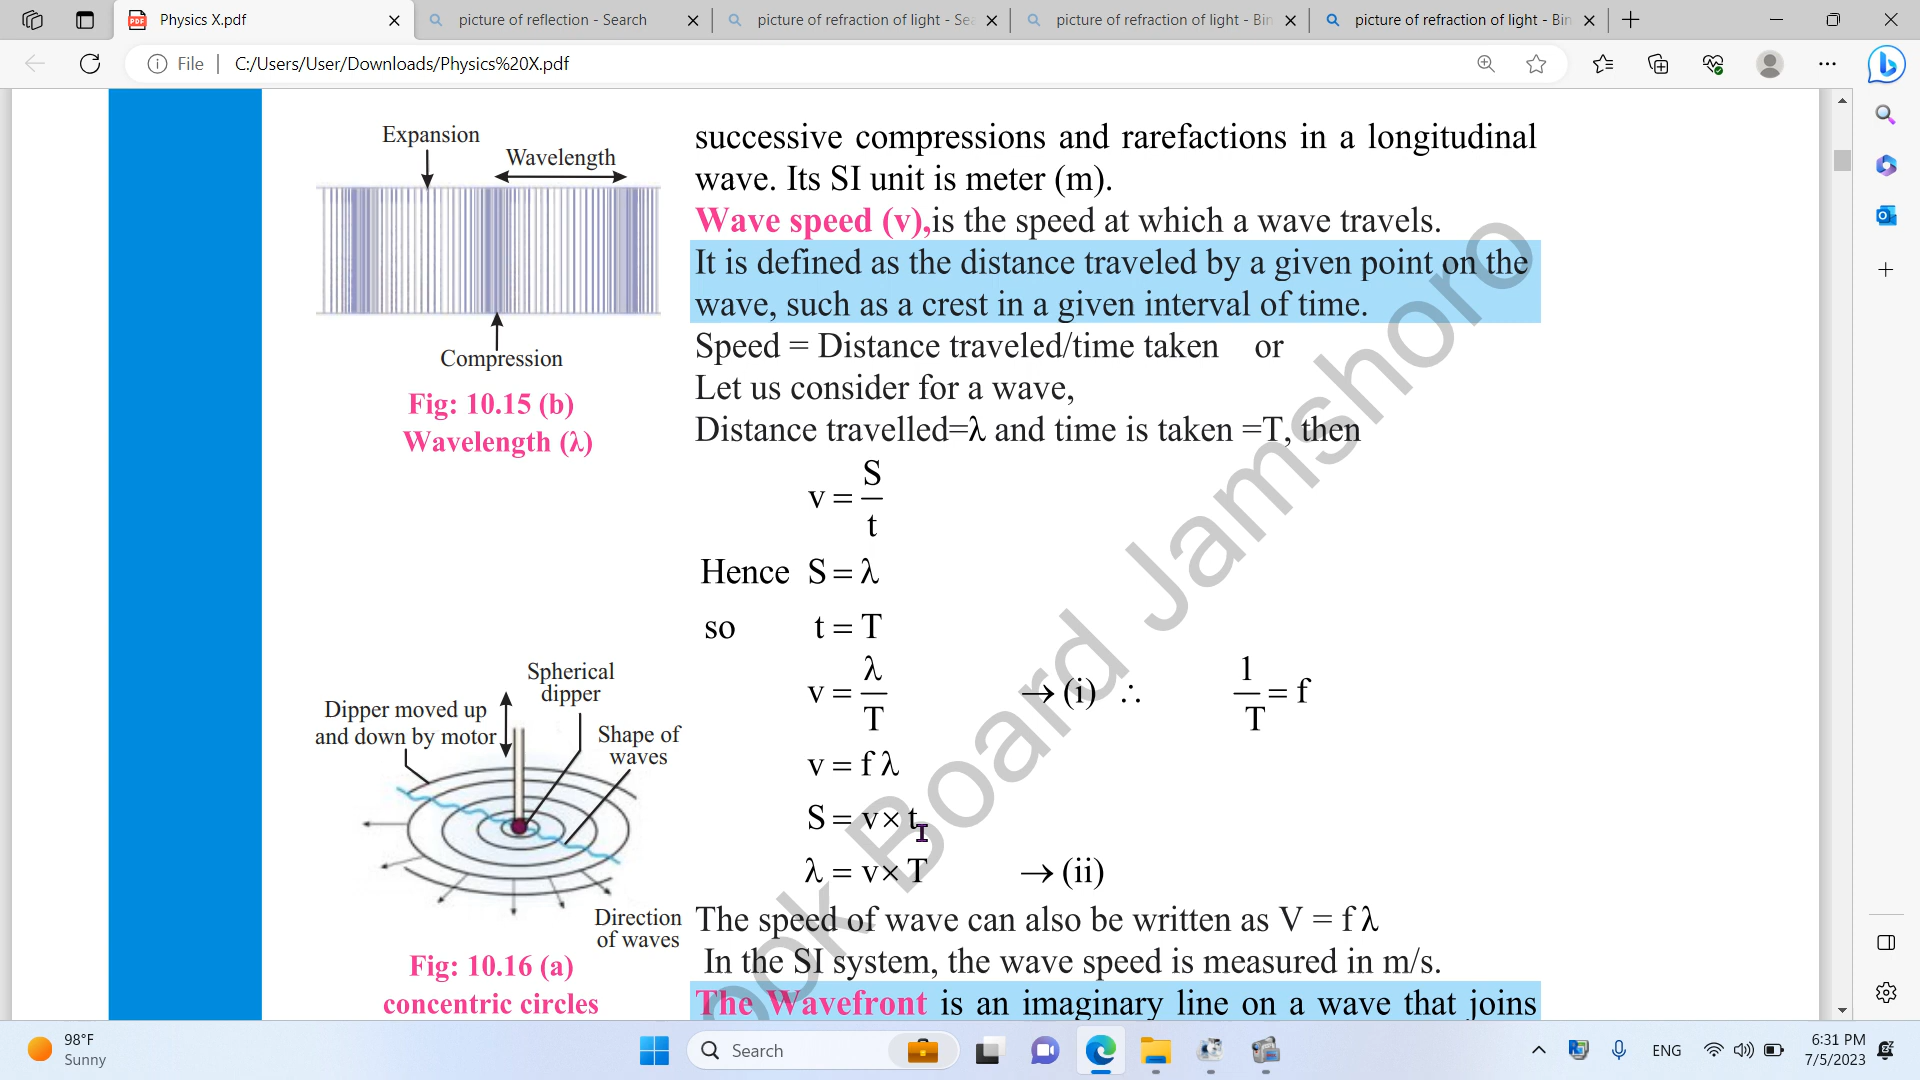 Physics X.pdf
picture of reflection - Search
picture of refraction of light - Sea
picture of refraction of light - Bin
picture of refraction of light - Bin
File
C:/Users/User/Downloads/Physics%20X.pdf
Expansion
Wavelength
Compression
Fig: 10.15 (b)
Wavelength (λ)
successive compressions and rarefactions in a longitudinal
wave. Its SI unit is meter (m).
Wave speed (v),is the speed at which a wave travels.
It is defined as the distance traveled by a given point on the
wave, such as a crest in a given interval of time.
Speed = Distance traveled/time taken or
Let us consider for a wave,
Distance travelled=λ and time is taken =T, then
v = S/t
Hence S = λ
so t = T
v = λ/T → (i) ∴ 1/T = f
v = f λ
S = v× t
λ = v× T → (ii)
The speed of wave can also be written as V = f λ
In the SI system, the wave speed is measured in m/s.
The Wavefront is an imaginary line on a wave that joins
Spherical
dipper
Dipper moved up
and down by motor
Shape of
waves
Direction
of waves
Fig: 10.16 (a)
concentric circles
ook Board Jamshoro
98°F
Sunny
Search
ENG
6:31 PM
7/5/2023